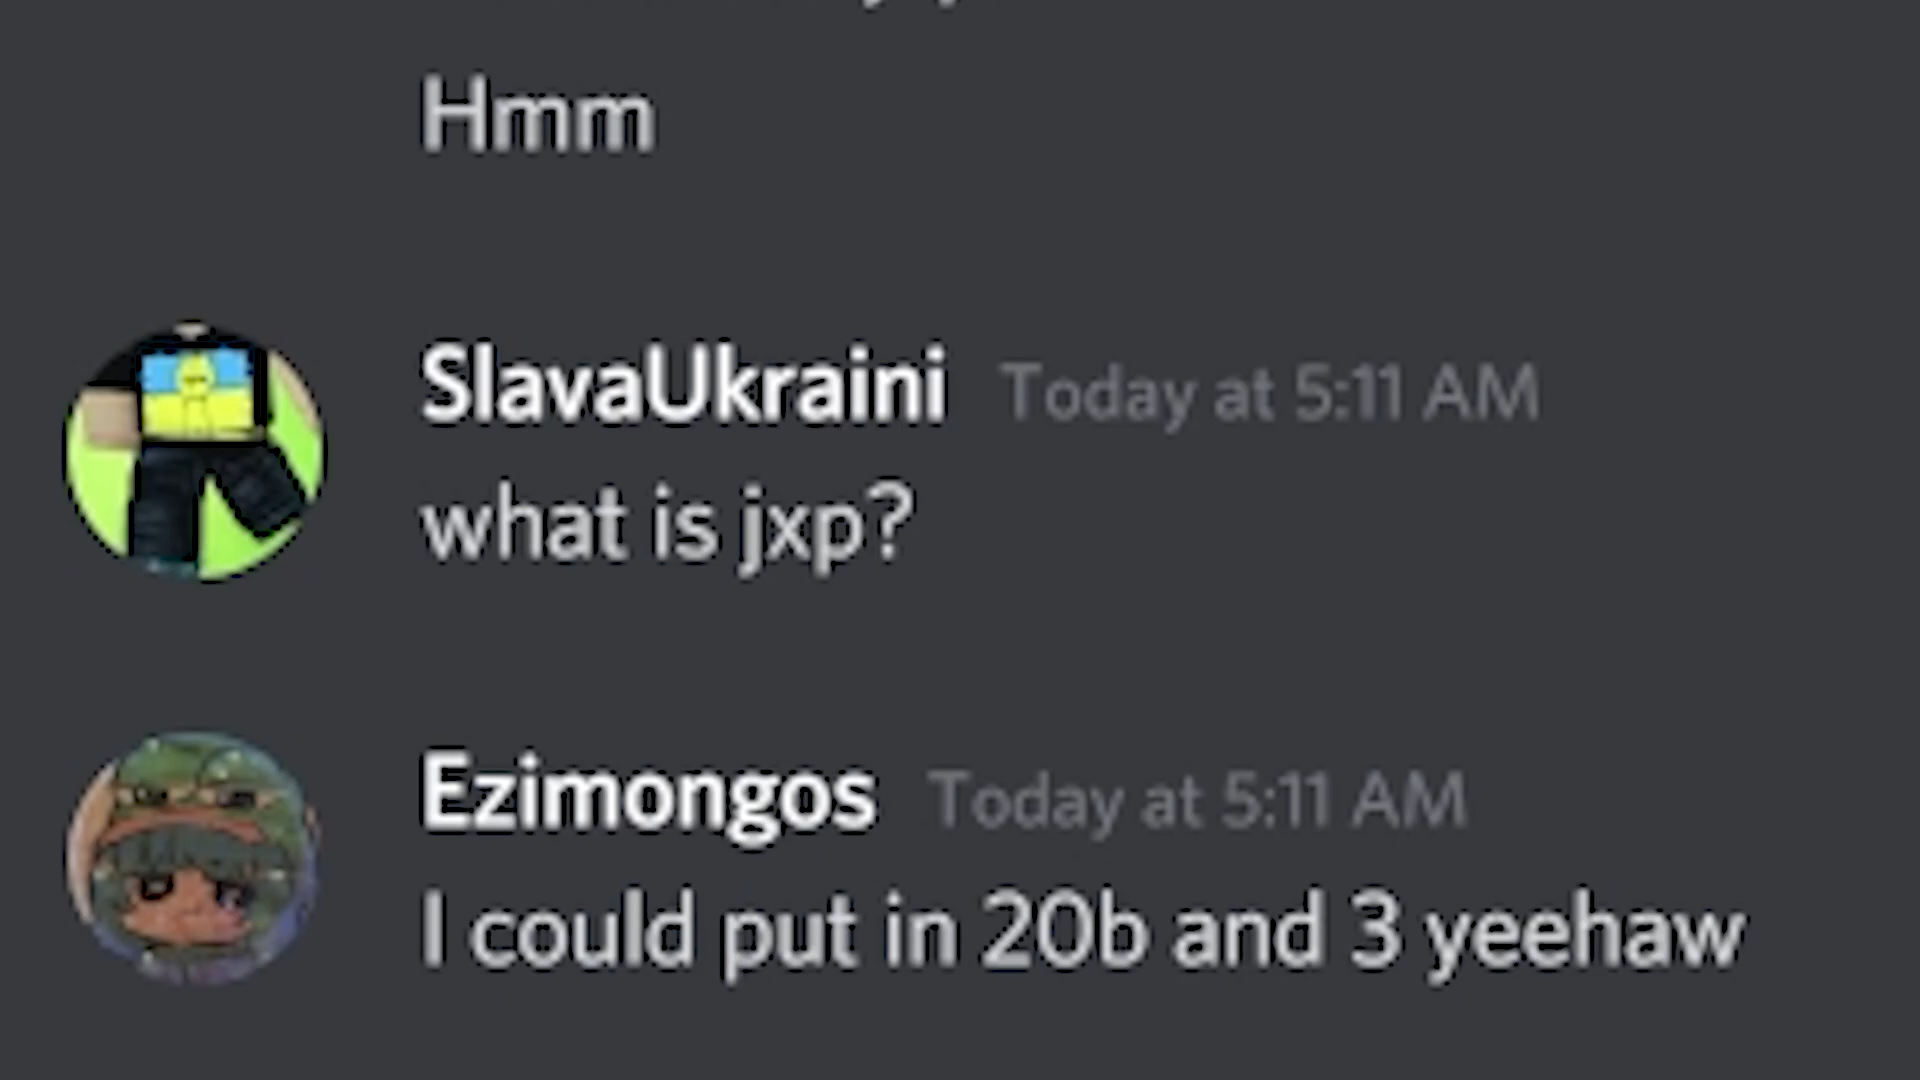 Hmm
SlavaUkraini Today at 5:11 AM
what is jxp?
Ezimongos Today at 5:11 AM
I could put in 20b and 3 yeehaw